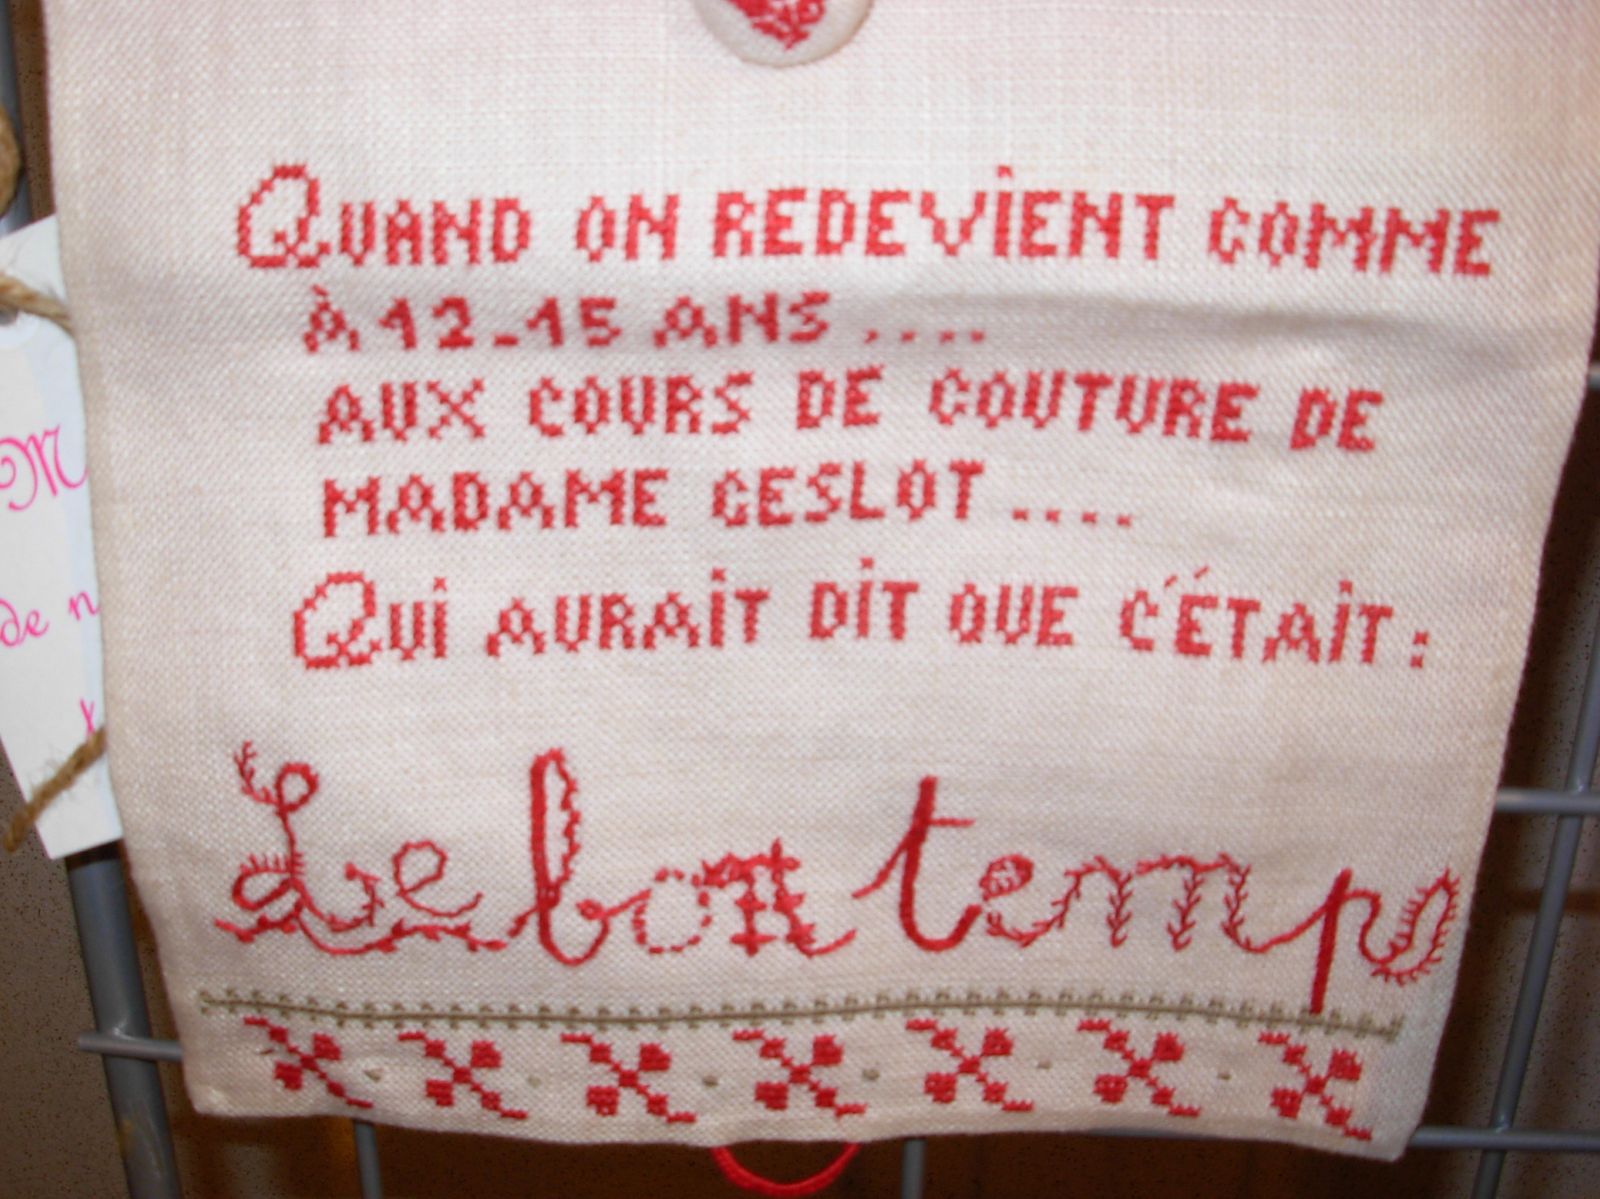 QUAND ON REDEViENT COMME
À 12-15 ANS ....
AUX COURS DE COUTURE DE
MADAME GESLOT ....
QUi AURAiT DiT QUE C'ÉTAiT :
Le bon temps
M
de n